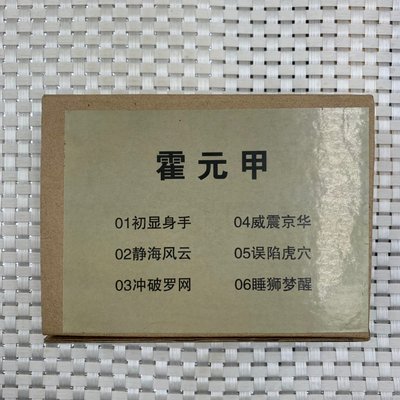 霍元甲
01初显身手
02静海风云
03冲破罗网
04威震京华
05误陷虎穴
06睡狮梦醒